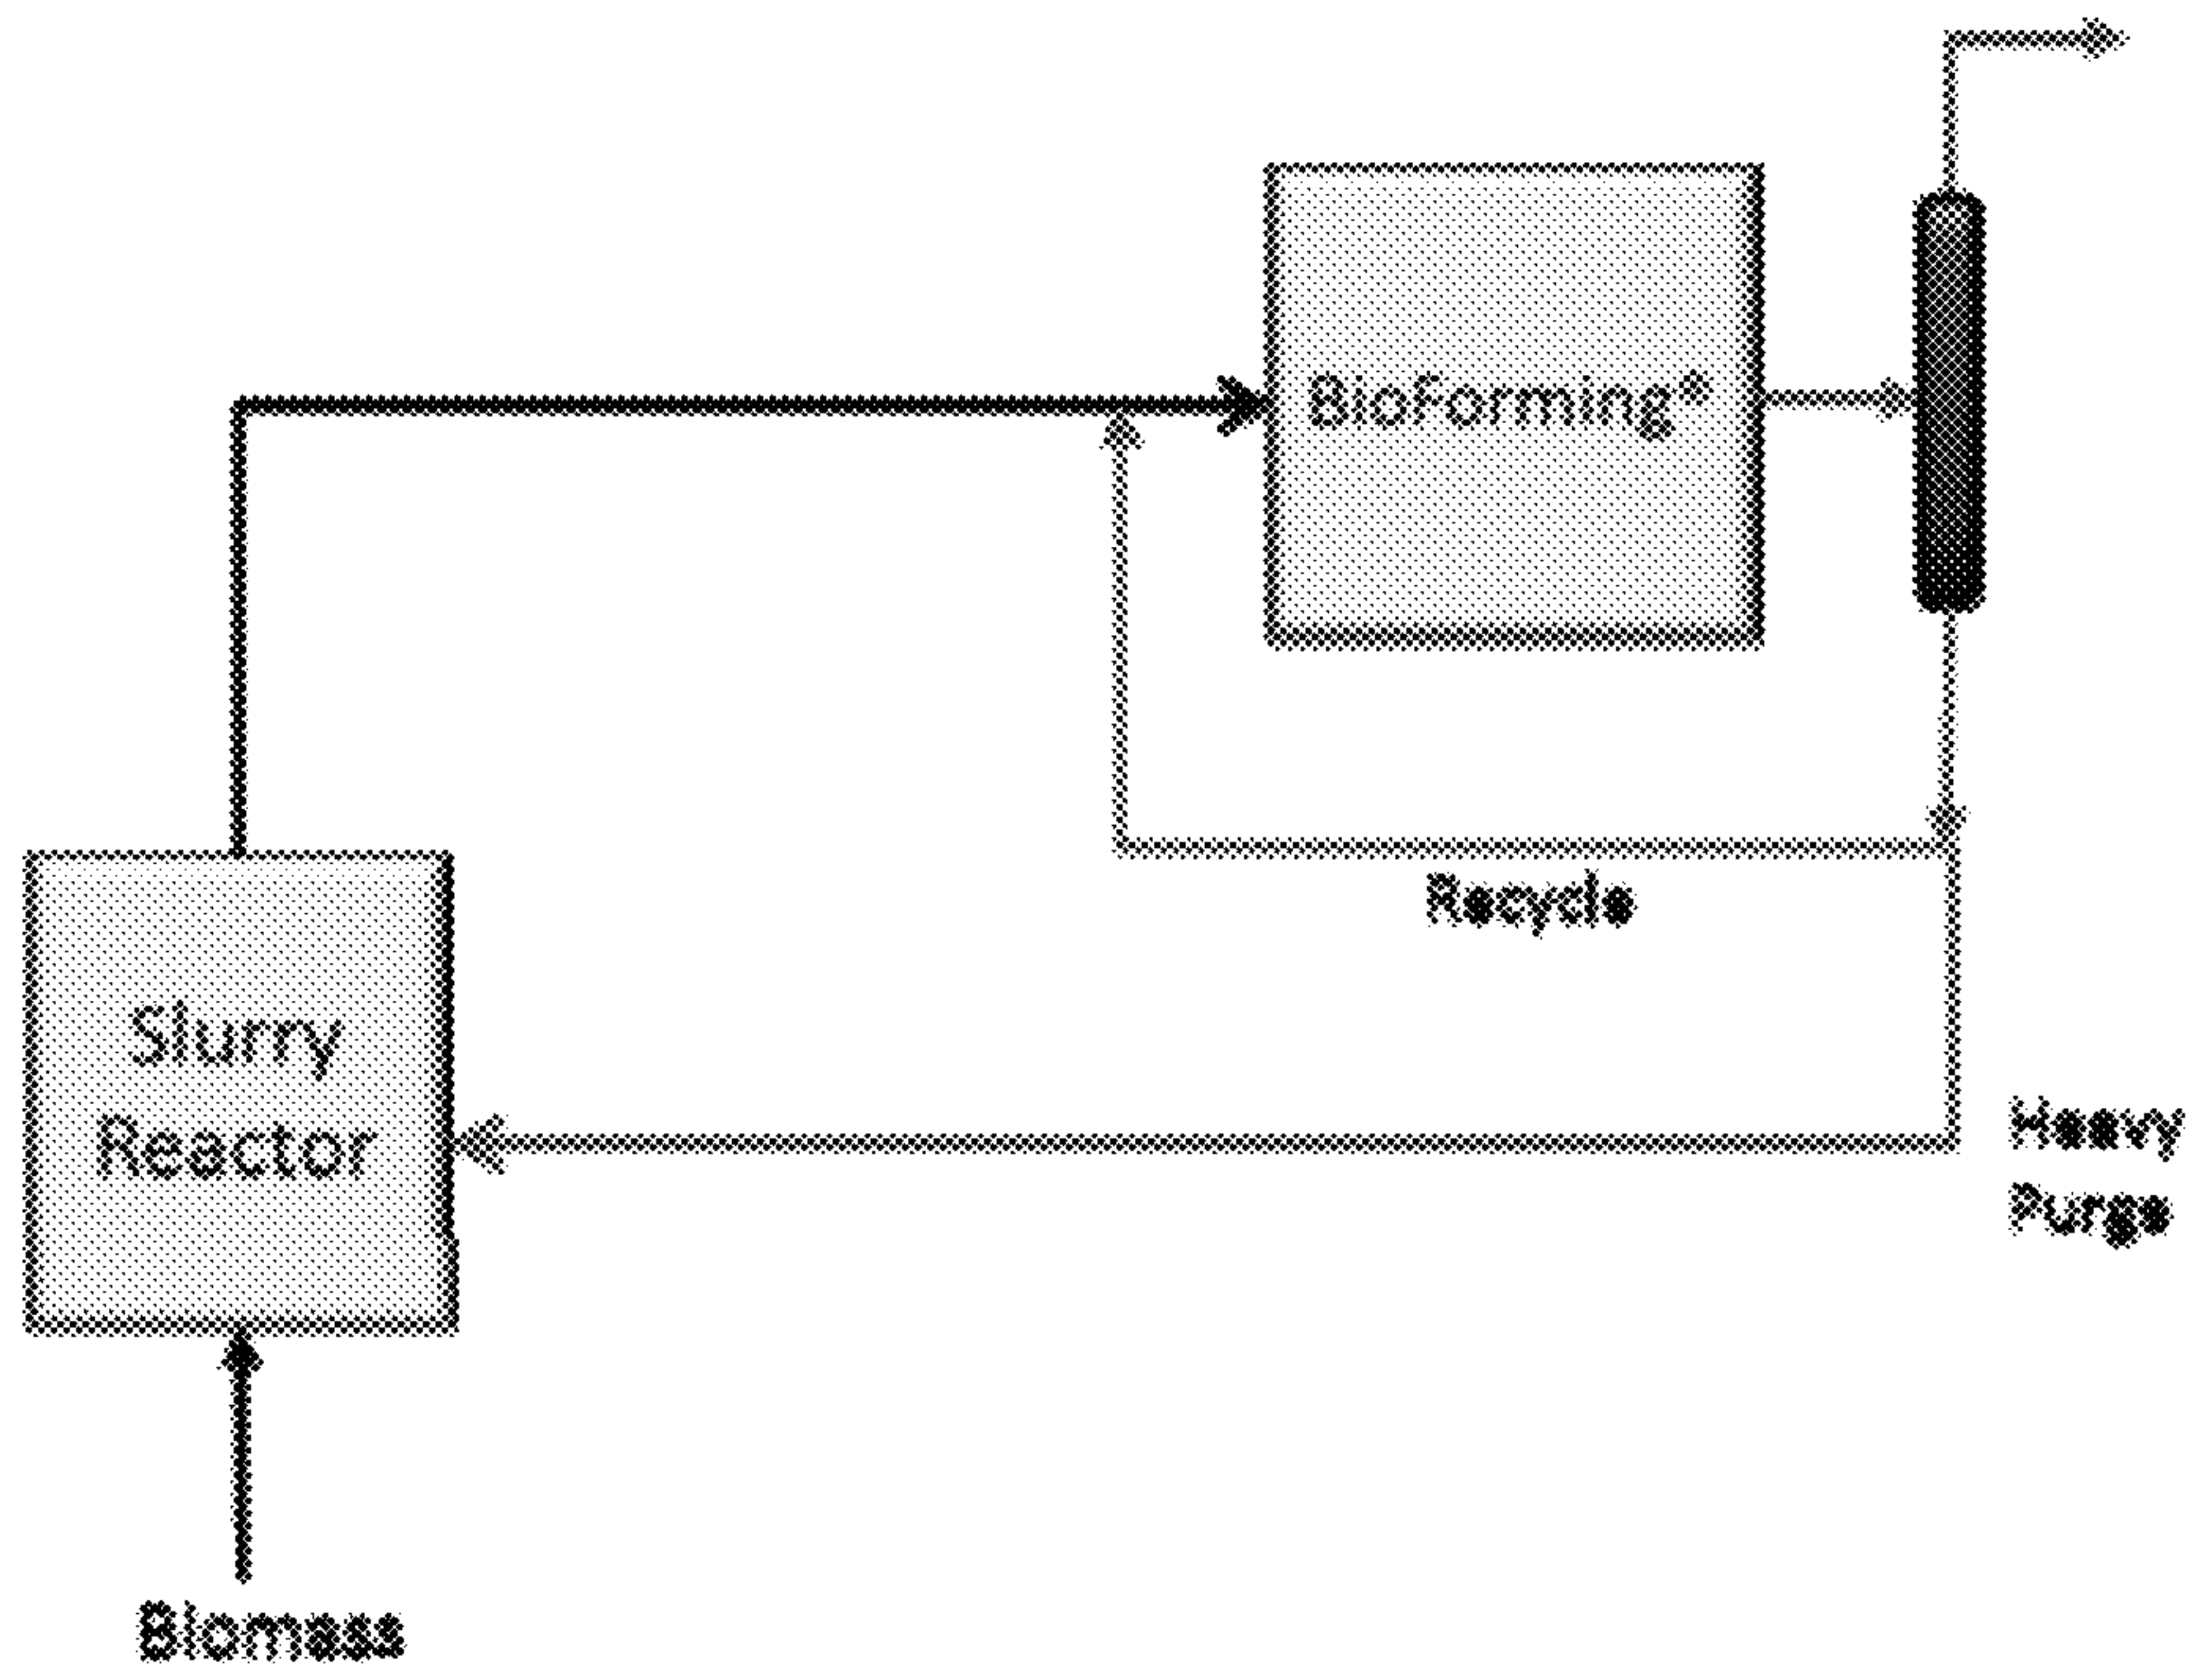 BioForming®
Recycle
Slurry
Reactor
Heavy
Purge
Biomass